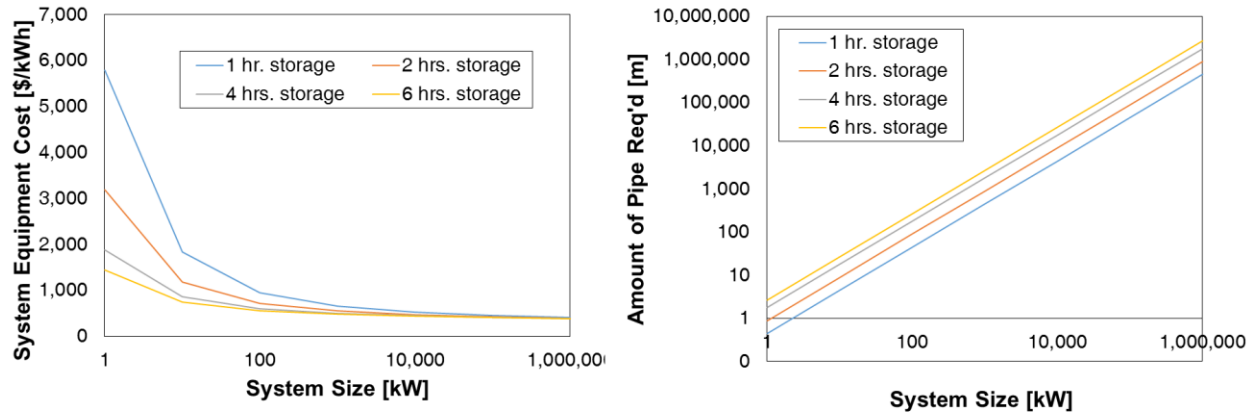 7,000
6,000
5,000
4,000
3,000
2,000
1,000
0
System Equipment Cost [$/kWh]
1 hr. storage
2 hrs. storage
4 hrs. storage
6 hrs. storage
1
100
10,000
1,000,00
System Size [kW]
10,000,000
1,000,000
100,000
10,000
1,000
100
10
1
0
Amount of Pipe Req'd [m]
1 hr. storage
2 hrs. storage
4 hrs. storage
6 hrs. storage
1
100
10,000
1,000,000
System Size [kW]